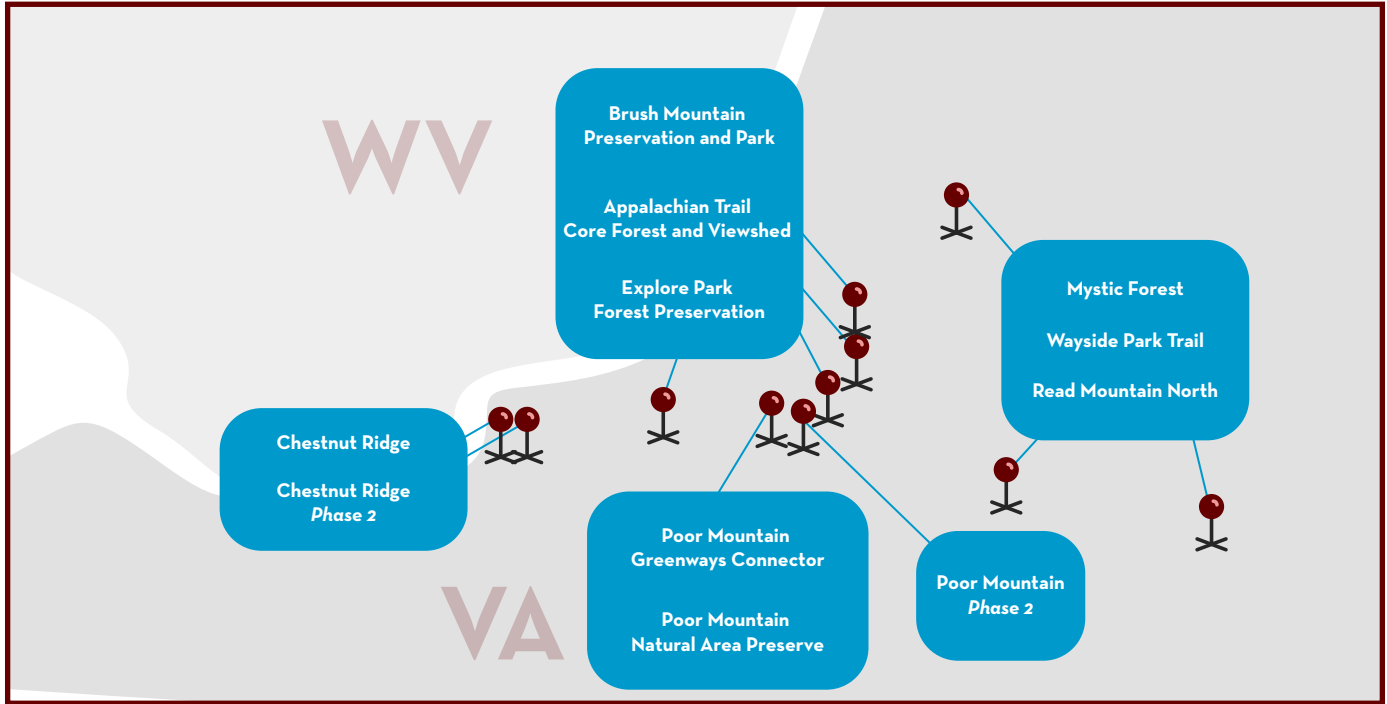 WV
Brush Mountain
Preservation and Park
Appalachian Trail
Core Forest and Viewshed
Explore Park
Forest Preservation
Mystic Forest
Wayside Park Trail
Read Mountain North
Chestnut Ridge
Chestnut Ridge
Phase 2
Poor Mountain
Greenways Connector
Poor Mountain
Natural Area Preserve
Poor Mountain
Phase 2
VA